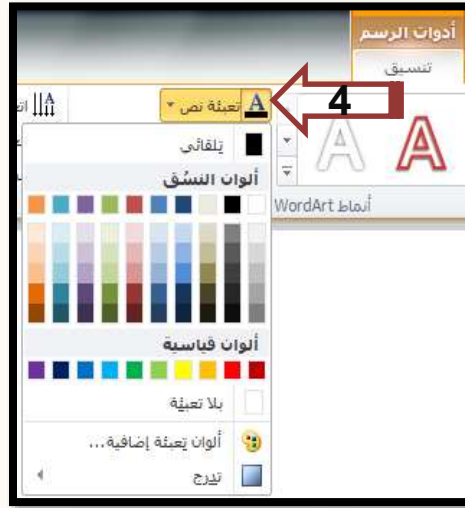 أدوات الرسم
تنسيق
4
تعبئة نص
أنماط WordArt
تلقائي
ألوان النسُق
ألوان قياسية
بلا تعبئة
ألوان تعبئة إضافية...
تدرج